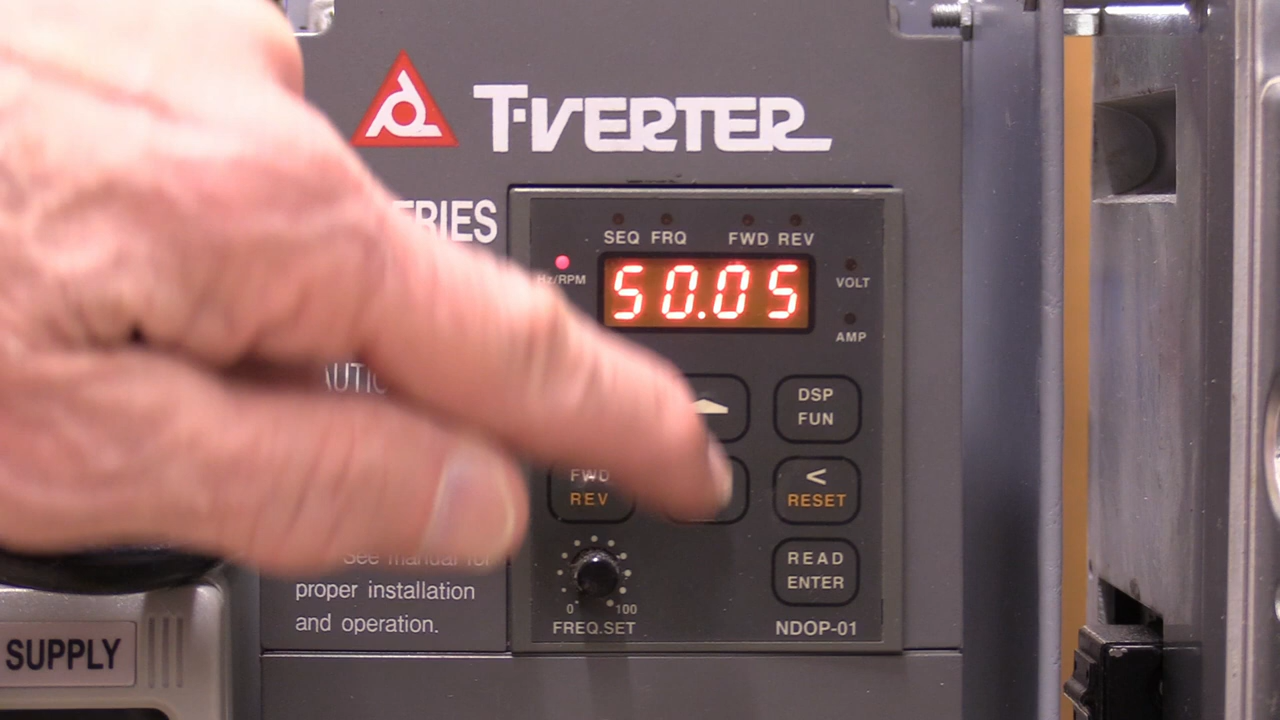 T-VERTER
ERIES
SEQ FRQ FWD REV
Hz/RPM
50.05
VOLT
AMP
AUTIO
DSP
FUN
FWD
REV
<
RESET
See manual for
proper installation
and operation.
READ
ENTER
0 100
FREQ.SET
NDOP-01
SUPPLY